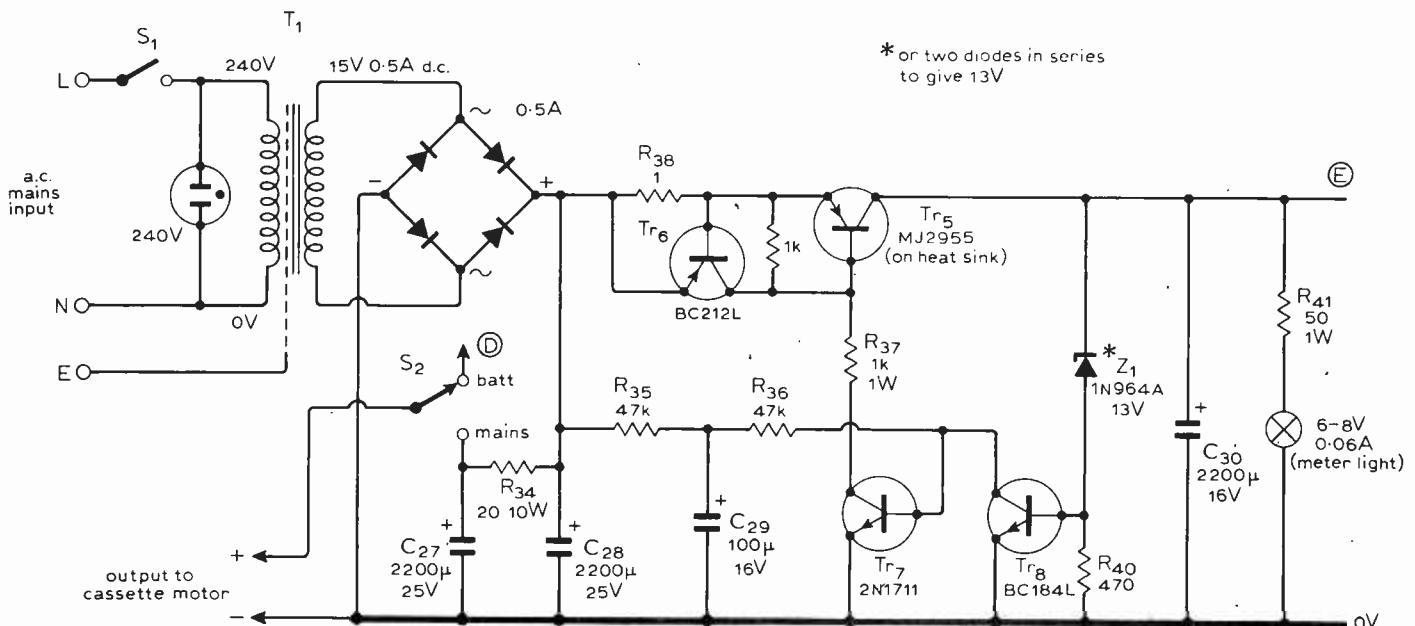 T1
S1
L
240V
15V 0·5A d.c.
~
0·5A
* or two diodes in series
to give 13V
a.c.
mains
input
240V
-
+
R38
1
Tr6
1k
BC212L
Tr5
MJ2955
(on heat sink)
E
N
0V
E
S2
D
batt
mains
R34
20 10W
R35
47k
R36
47k
R37
1k
1W
* Z1
1N964A
13V
R41
50
1W
6-8V
0·06A
(meter light)
+
C27
2200μ
25V
+
C28
2200μ
25V
+
C29
100μ
16V
Tr7
2N1711
Tr8
BC184L
R40
470
+
C30
2200μ
16V
~
+
output to
cassette motor
-
0V